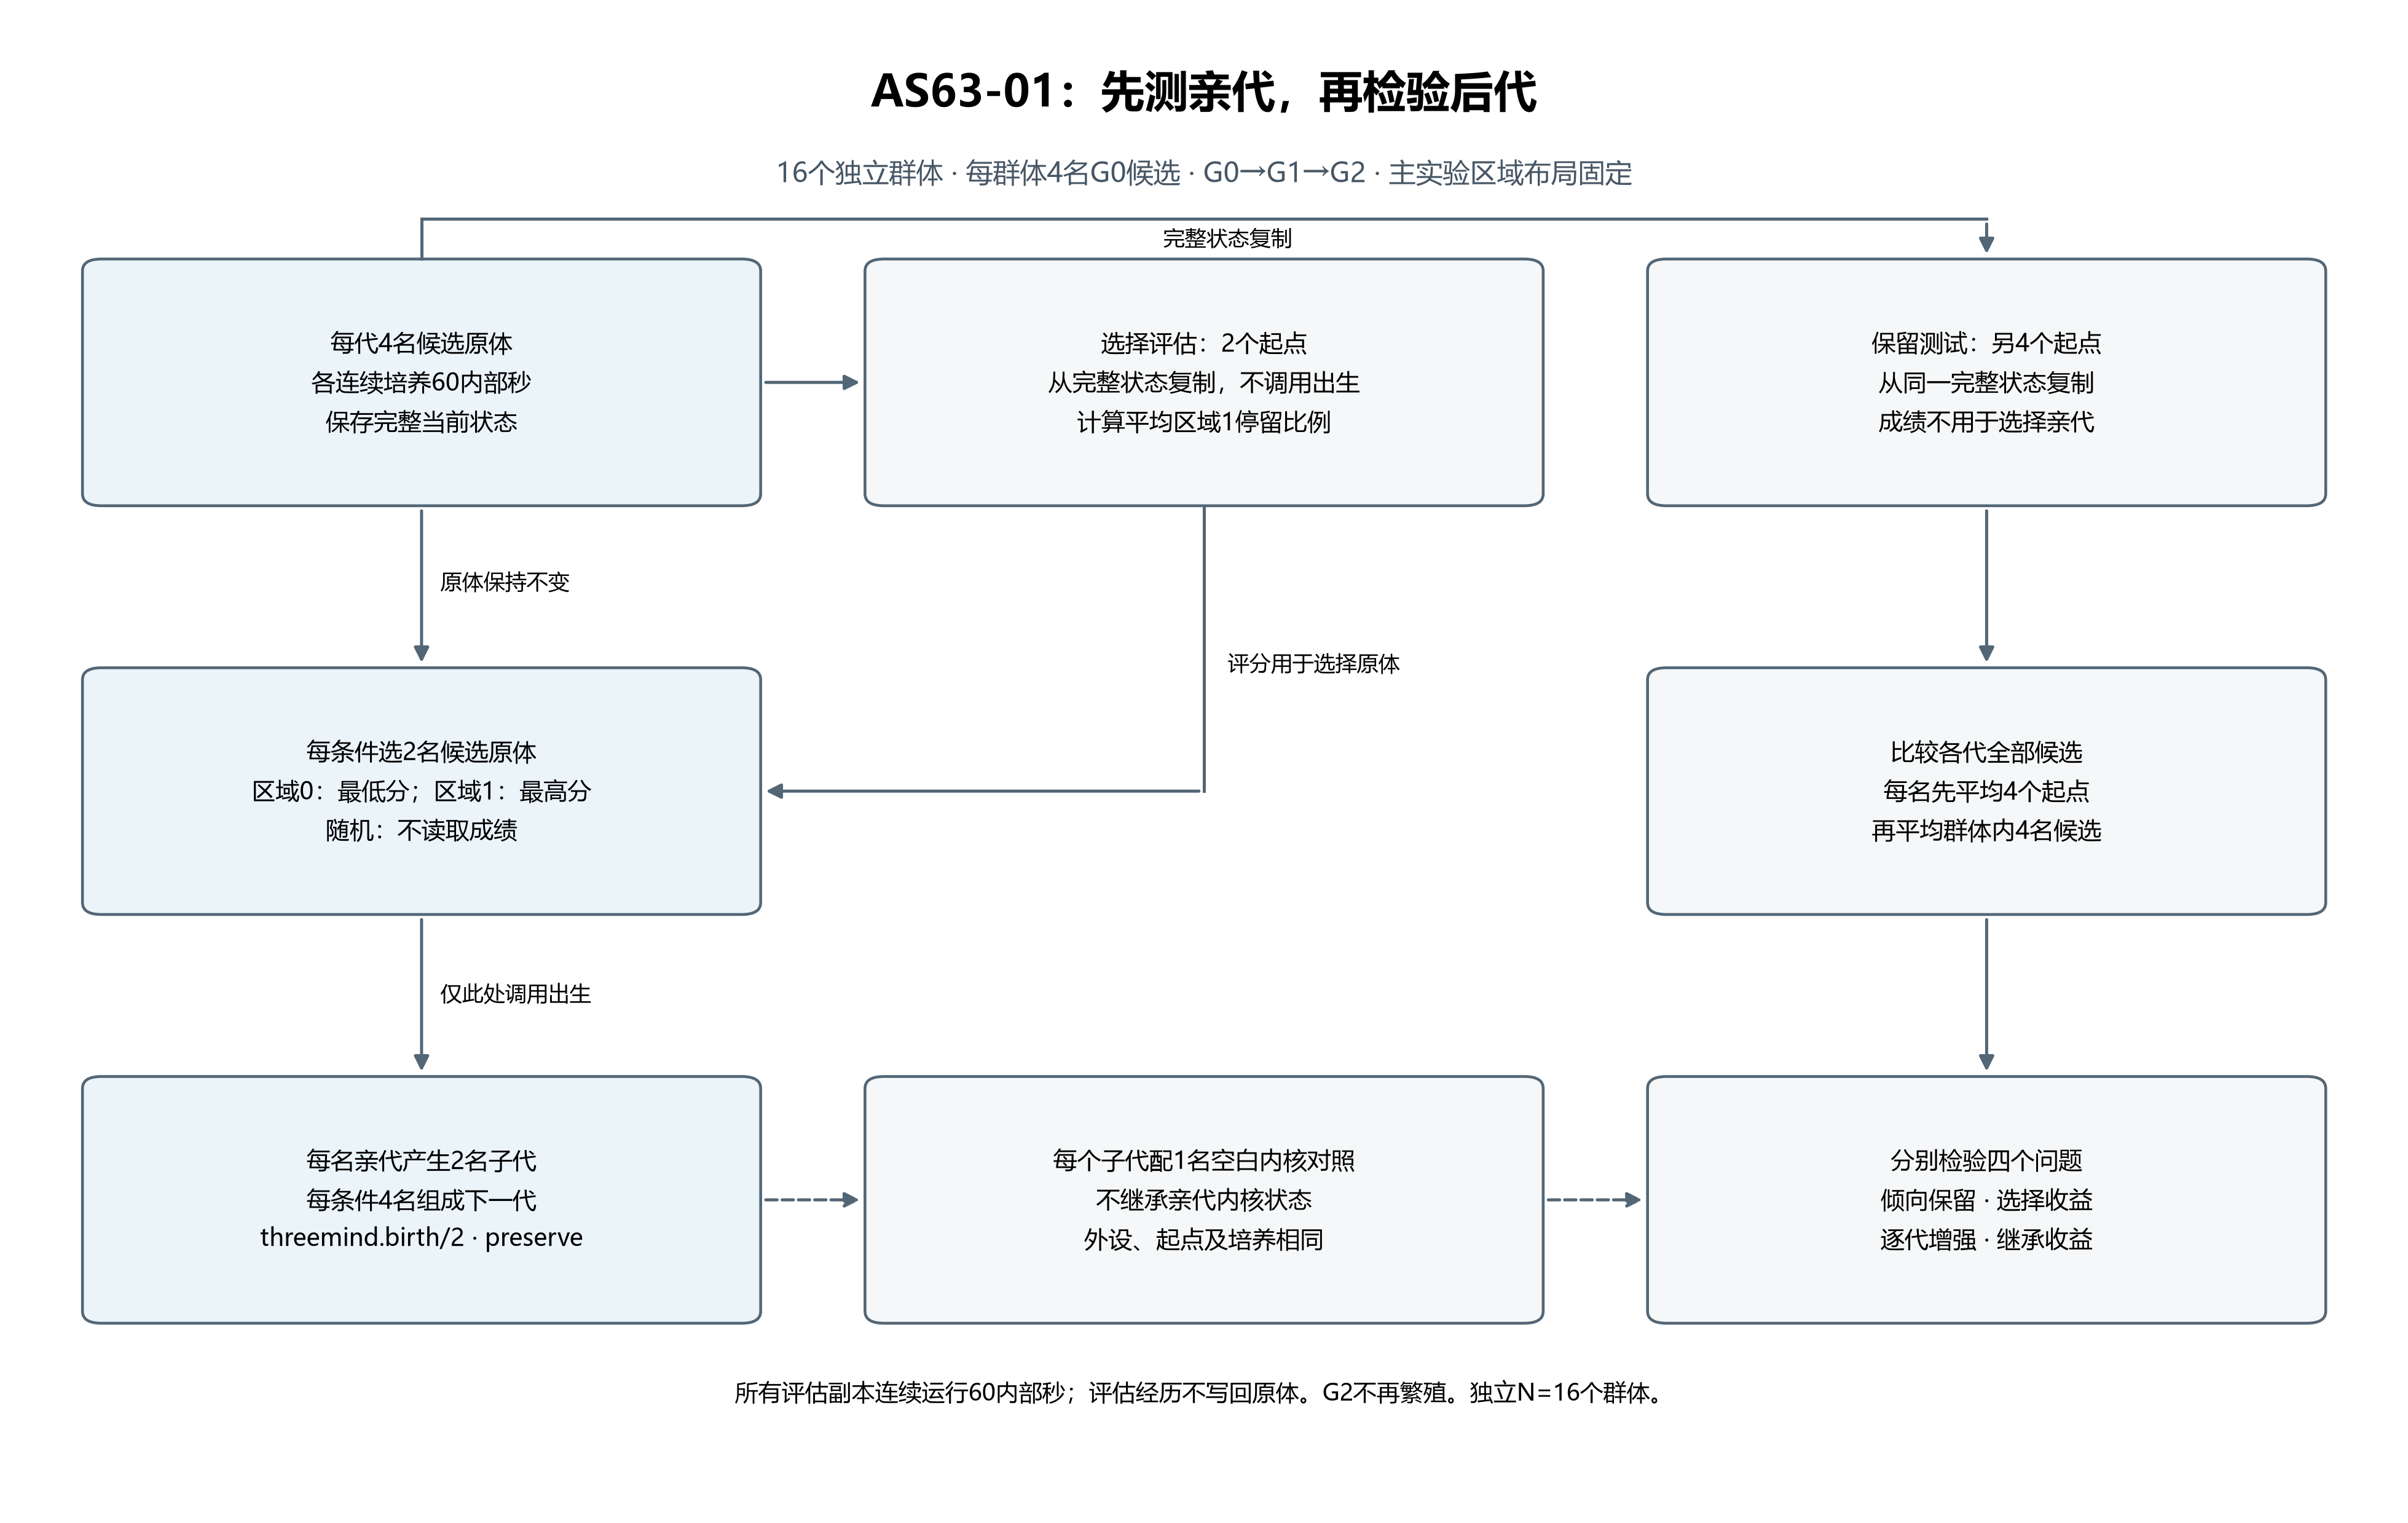 AS63-01：先测亲代，再检验后代
16个独立群体 · 每群体4名G0候选 · G0→G1→G2 · 主实验区域布局固定
完整状态复制
每代4名候选原体
各连续培养60内部秒
保存完整当前状态
选择评估：2个起点
从完整状态复制，不调用出生
计算平均区域1停留比例
保留测试：另4个起点
从同一完整状态复制
成绩不用于选择亲代
原体保持不变
评分用于选择原体
每条件选2名候选原体
区域0：最低分；区域1：最高分
随机：不读取成绩
比较各代全部候选
每名先平均4个起点
再平均群体内4名候选
仅此处调用出生
每名亲代产生2名子代
每条件4名组成下一代
threemind.birth/2 · preserve
每个子代配1名空白内核对照
不继承亲代内核状态
外设、起点及培养相同
分别检验四个问题
倾向保留 · 选择收益
逐代增强 · 继承收益
所有评估副本连续运行60内部秒；评估经历不写回原体。G2不再繁殖。独立N=16个群体。